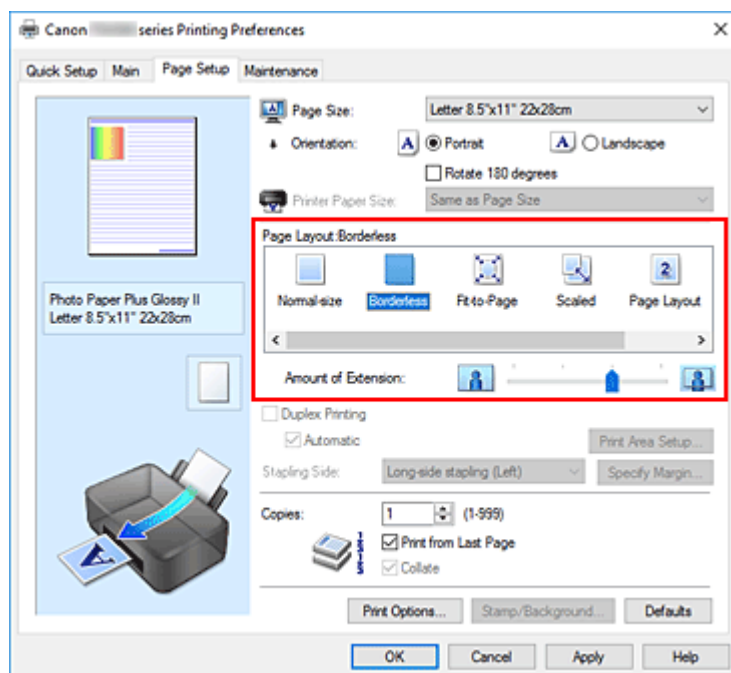 Canon series Printing Preferences
Quick Setup Main Page Setup Maintenance
Page Size: Letter 8.5"x11" 22x28cm
Orientation: A Portrait A Landscape
Rotate 180 degrees
Printer Paper Size: Same as Page Size
Page Layout:Borderless
2
Normal-size Borderless Fit-to-Page Scaled Page Layout
Photo Paper Plus Glossy II
Letter 8.5"x11" 22x28cm
Amount of Extension:
Duplex Printing
Automatic Print Area Setup...
Stapling Side: Long-side stapling (Left) Specify Margin...
Copies: 1 (1-999)
Print from Last Page
Collate
A
Print Options... Stamp/Background... Defaults
OK Cancel Apply Help